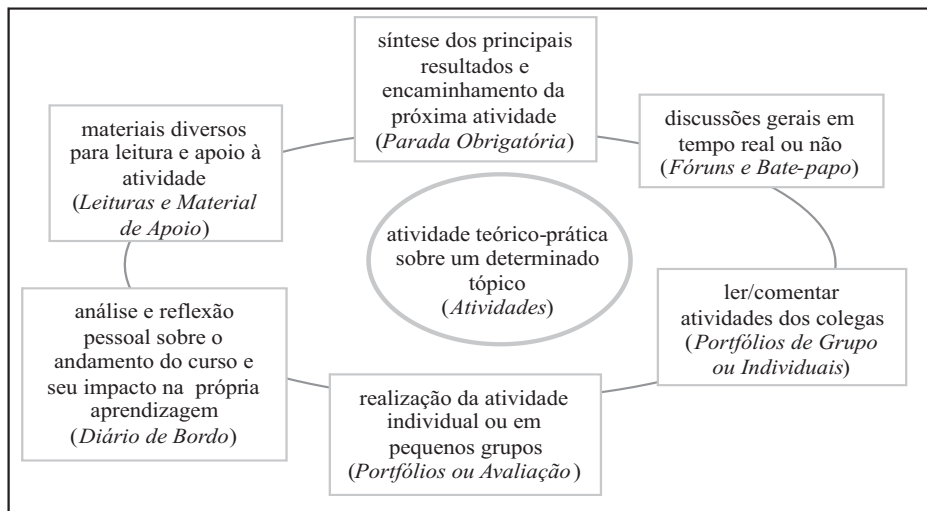 síntese dos principais
resultados e
encaminhamento da
próxima atividade
(Parada Obrigatória)
discussões gerais em
tempo real ou não
(Fóruns e Bate-papo)
materiais diversos
para leitura e apoio à
atividade
(Leituras e Material
de Apoio)
atividade teórico-prática
sobre um determinado
tópico
(Atividades)
ler/comentar
atividades dos colegas
(Portfólios de Grupo
ou Individuais)
análise e reflexão
pessoal sobre o
andamento do curso e
seu impacto na própria
aprendizagem
(Diário de Bordo)
realização da atividade
individual ou em
pequenos grupos
(Portfólios ou Avaliação)